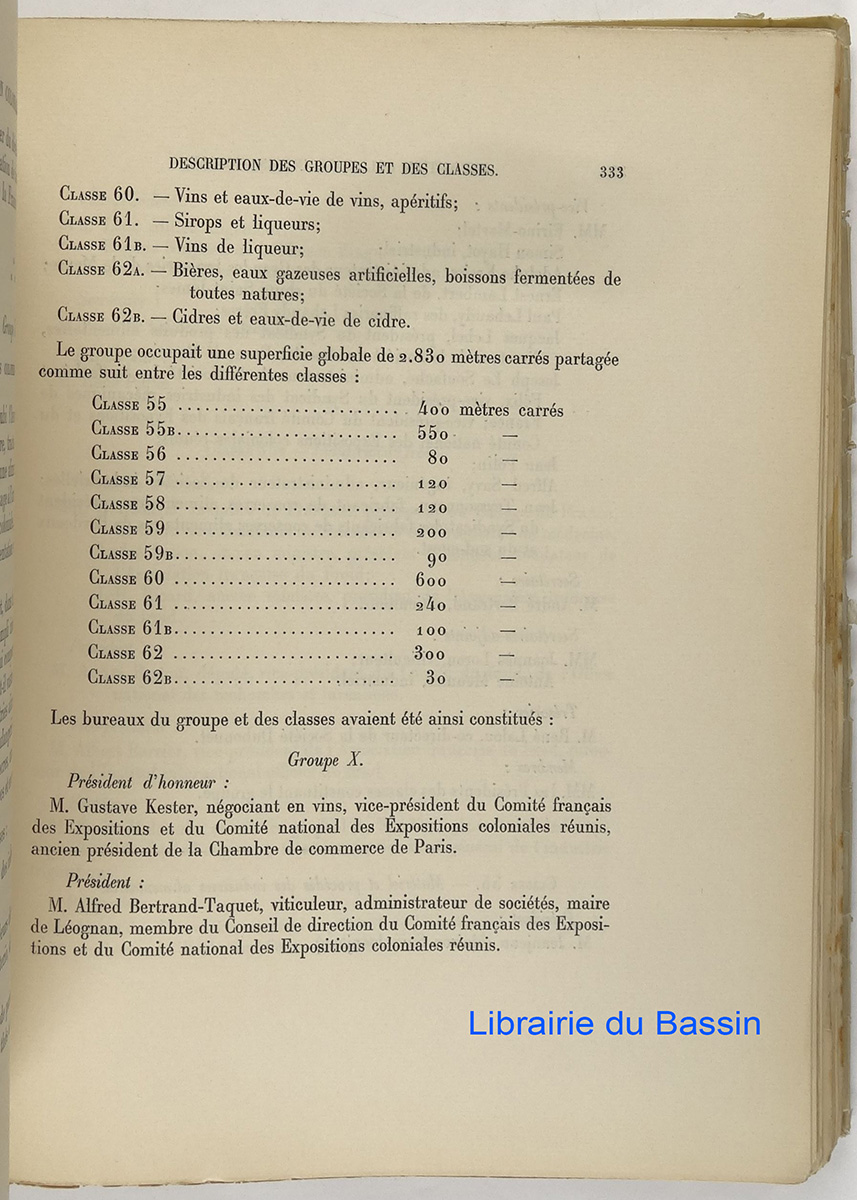 DESCRIPTION DES GROUPES ET DES CLASSES. 333
CLASSE 60. — Vins et eaux-de-vie de vins, apéritifs;
CLASSE 61. — Sirops et liqueurs;
CLASSE 61B. — Vins de liqueur;
CLASSE 62A. — Bières, eaux gazeuses artificielles, boissons fermentées de
toutes natures;
CLASSE 62B. — Cidres et eaux-de-vie de cidre.
Le groupe occupait une superficie globale de 2.830 mètres carrés partagée
comme suit entre les différentes classes :
CLASSE 55 ........................ 400 mètres carrés
CLASSE 55B........................ 550 —
CLASSE 56 ........................ 80 —
CLASSE 57 ........................ 120 —
CLASSE 58 ........................ 120 —
CLASSE 59 ........................ 200 —
CLASSE 59B........................ 90 —
CLASSE 60 ........................ 600 —
CLASSE 61 ........................ 240 —
CLASSE 61B........................ 100 —
CLASSE 62 ........................ 300 —
CLASSE 62B........................ 30 —
Les bureaux du groupe et des classes avaient été ainsi constitués :
Groupe X.
Président d'honneur :
M. Gustave Kester, négociant en vins, vice-président du Comité français
des Expositions et du Comité national des Expositions coloniales réunis,
ancien président de la Chambre de commerce de Paris.
Président :
M. Alfred Bertrand-Taquet, viticuleur, administrateur de sociétés, maire
de Léognan, membre du Conseil de direction du Comité français des Exposi-
tions et du Comité national des Expositions coloniales réunis.
Librairie du Bassin